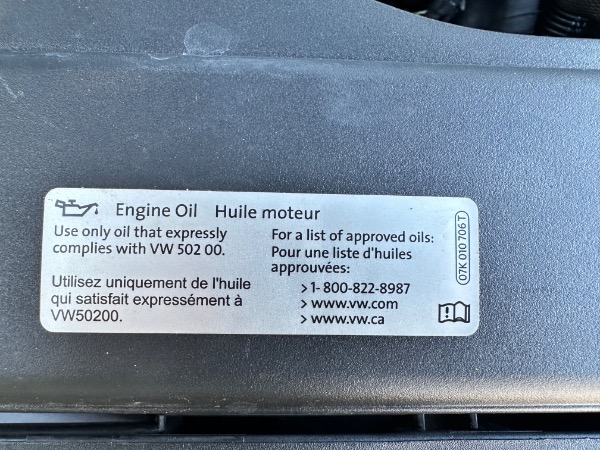 Engine Oil Huile moteur
Use only oil that expressly
complies with VW 502 00.
Utilisez uniquement de l'huile
qui satisfait expressément à
VW50200.
For a list of approved oils:
Pour une liste d'huiles
approuvées:
>1-800-822-8987
>www.vw.com
>www.vw.ca
07K 010 706 T